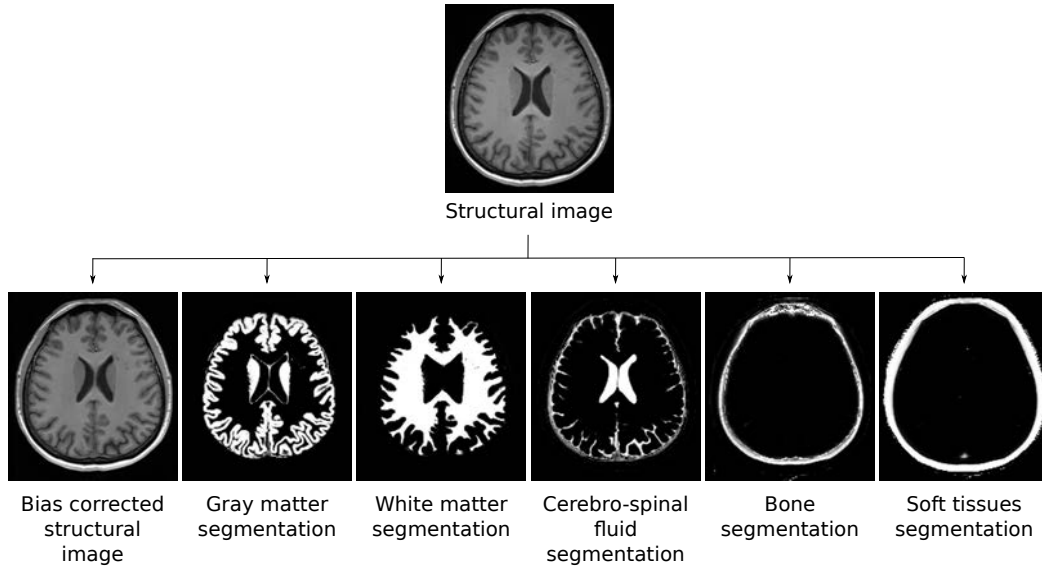 Structural image
Bias corrected
structural
image
Gray matter
segmentation
White matter
segmentation
Cerebro-spinal
fluid
segmentation
Bone
segmentation
Soft tissues
segmentation